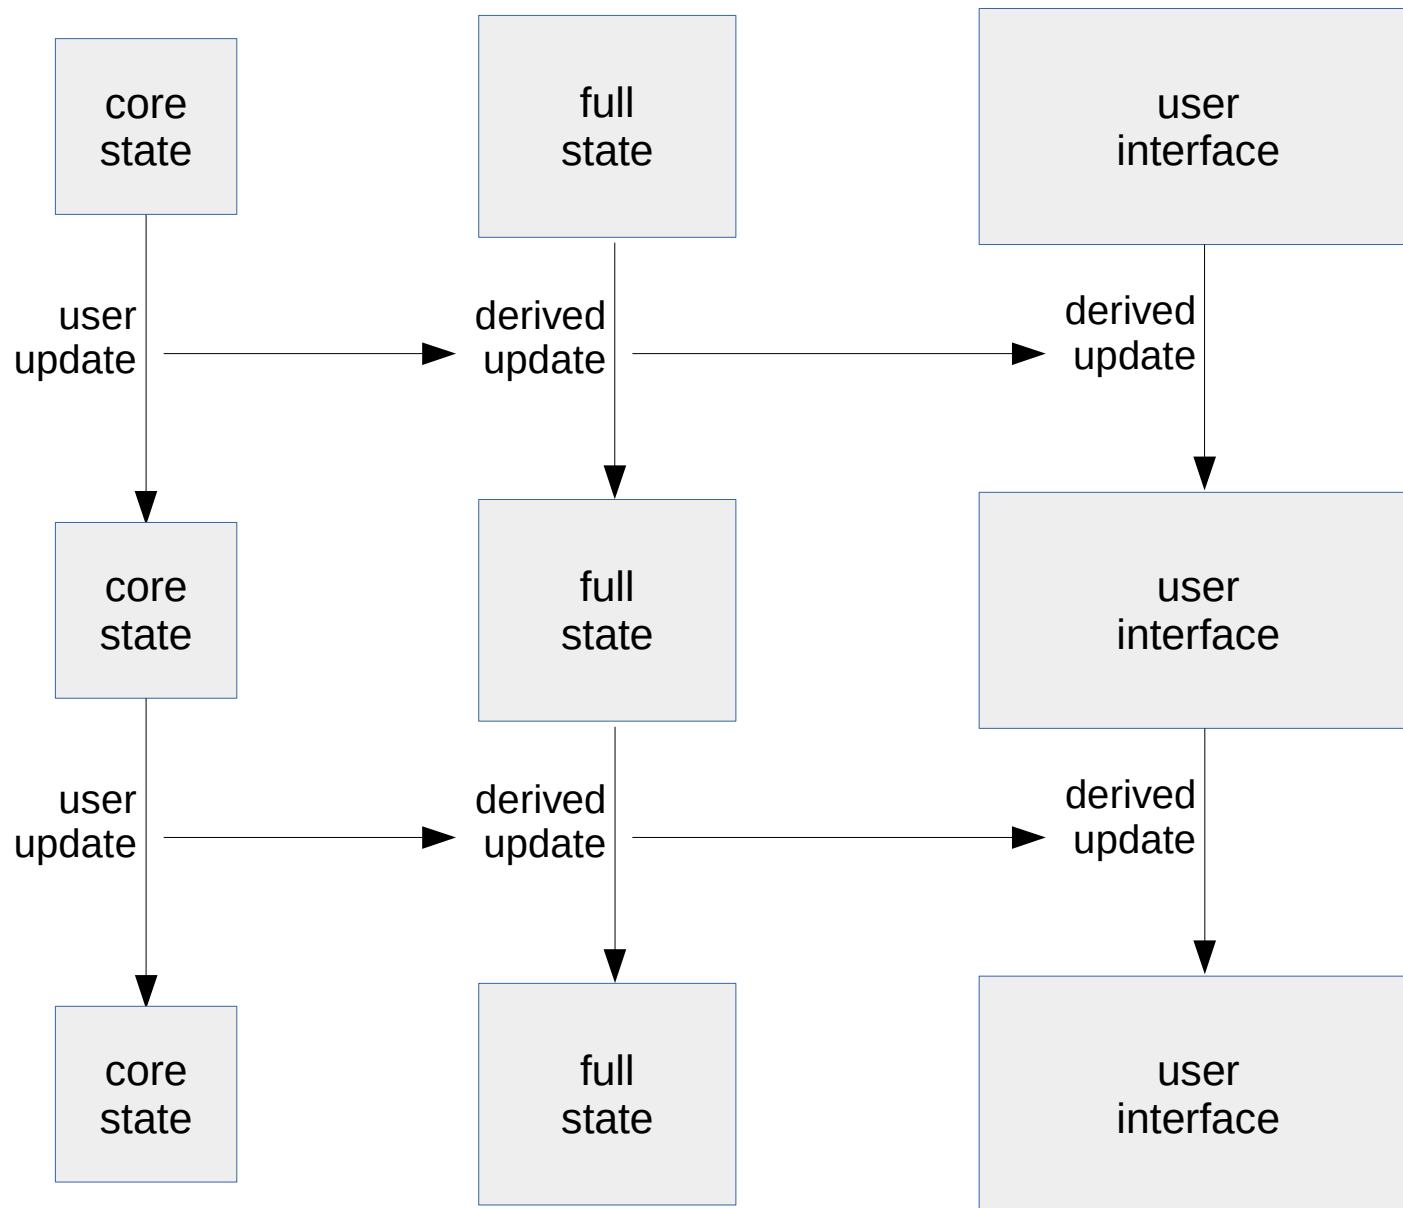 core
state
full
state
user
interface
user
update
derived
update
derived
update
core
state
full
state
user
interface
user
update
derived
update
derived
update
core
state
full
state
user
interface